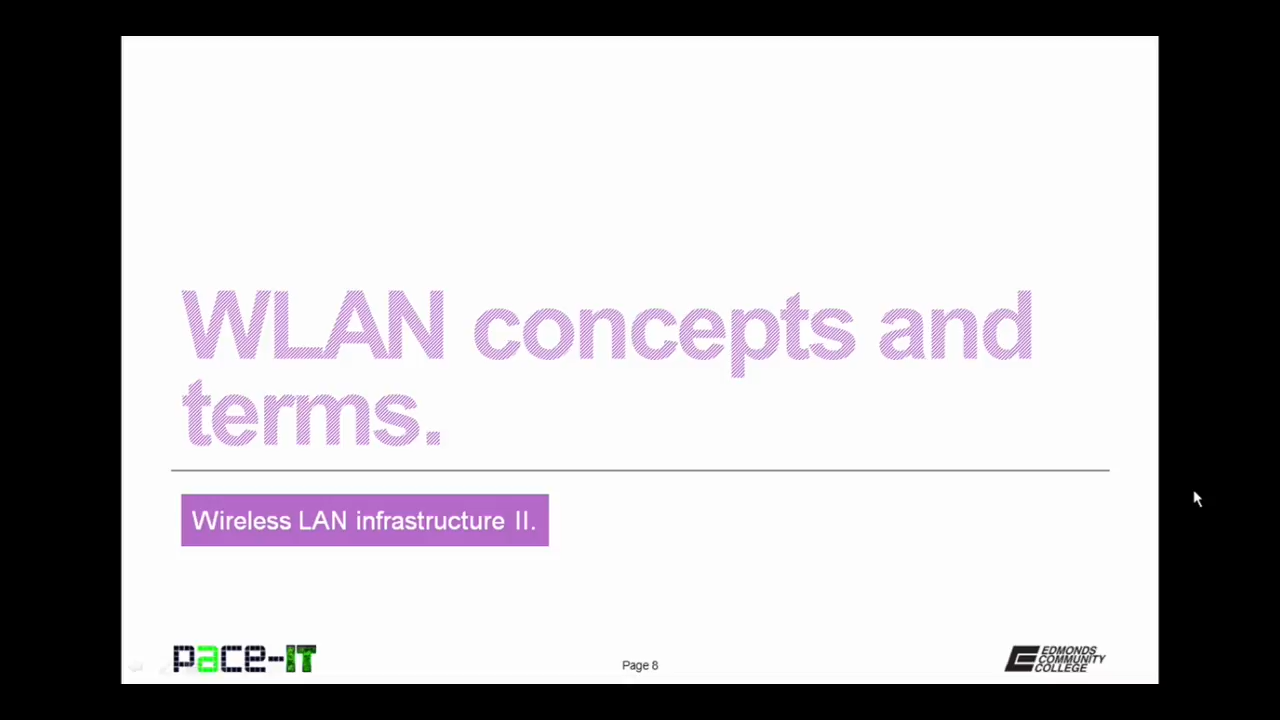 WLAN concepts and
terms.
Wireless LAN infrastructure II.
pace-IT
Page 8
EDMONDS
COMMUNITY
COLLEGE